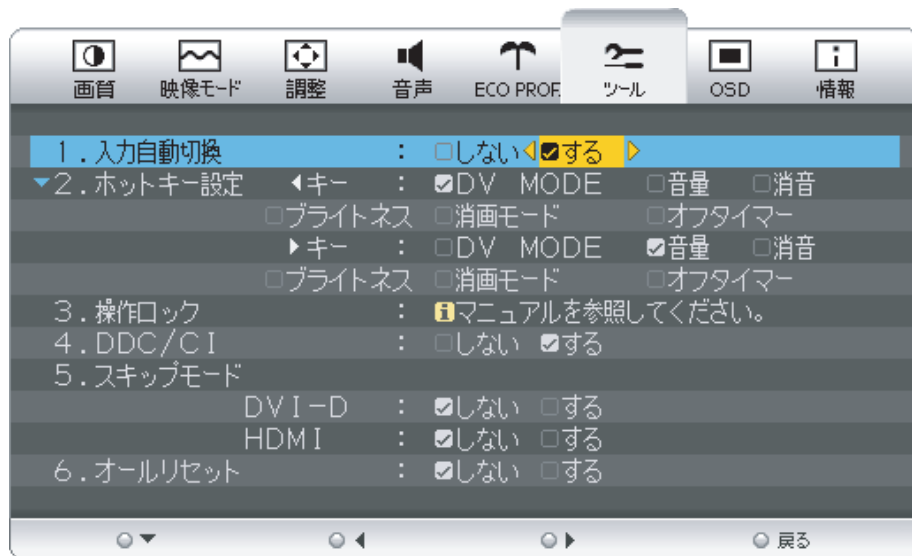 画質 映像モード 調整 音声 ECO PROF. ツール OSD 情報
1.入力自動切換 : □しない ☑する
2.ホットキー設定 ◀キー : ☑DV MODE □音量 □消音
□ブライトネス □消画モード □オフタイマー
▶キー : □DV MODE ☑音量 □消音
□ブライトネス □消画モード □オフタイマー
3.操作ロック : iマニュアルを参照してください。
4.DDC/CI : □しない ☑する
5.スキップモード
DVI-D : ☑しない □する
HDMI : ☑しない □する
6.オールリセット : ☑しない □する
戻る